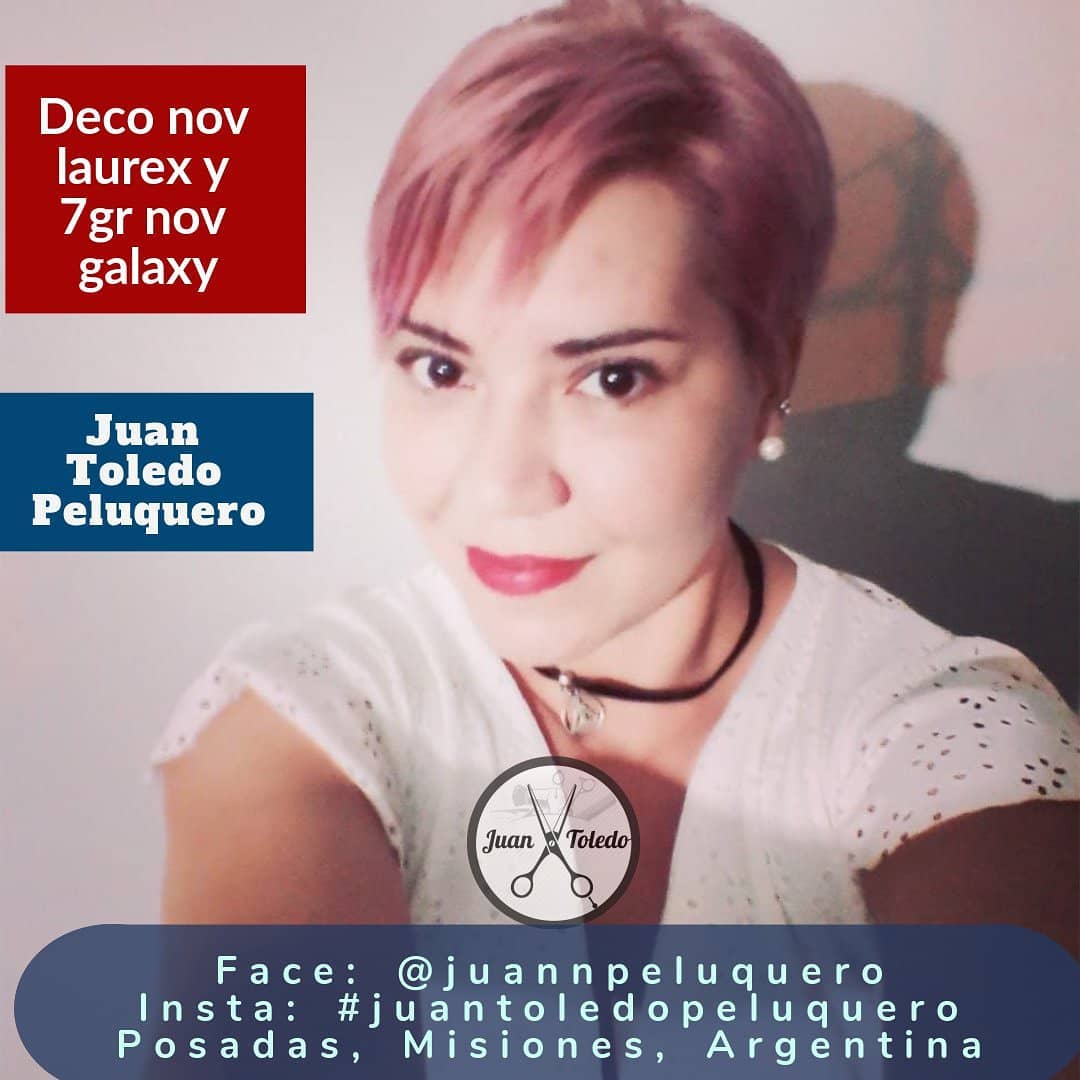 Deco nov
laurex y
7gr nov
galaxy
Juan
Toledo
Peluquero
Juan Toledo
Face: @juannpeluquero
Insta: #juantoledopeluquero
Posadas, Misiones, Argentina